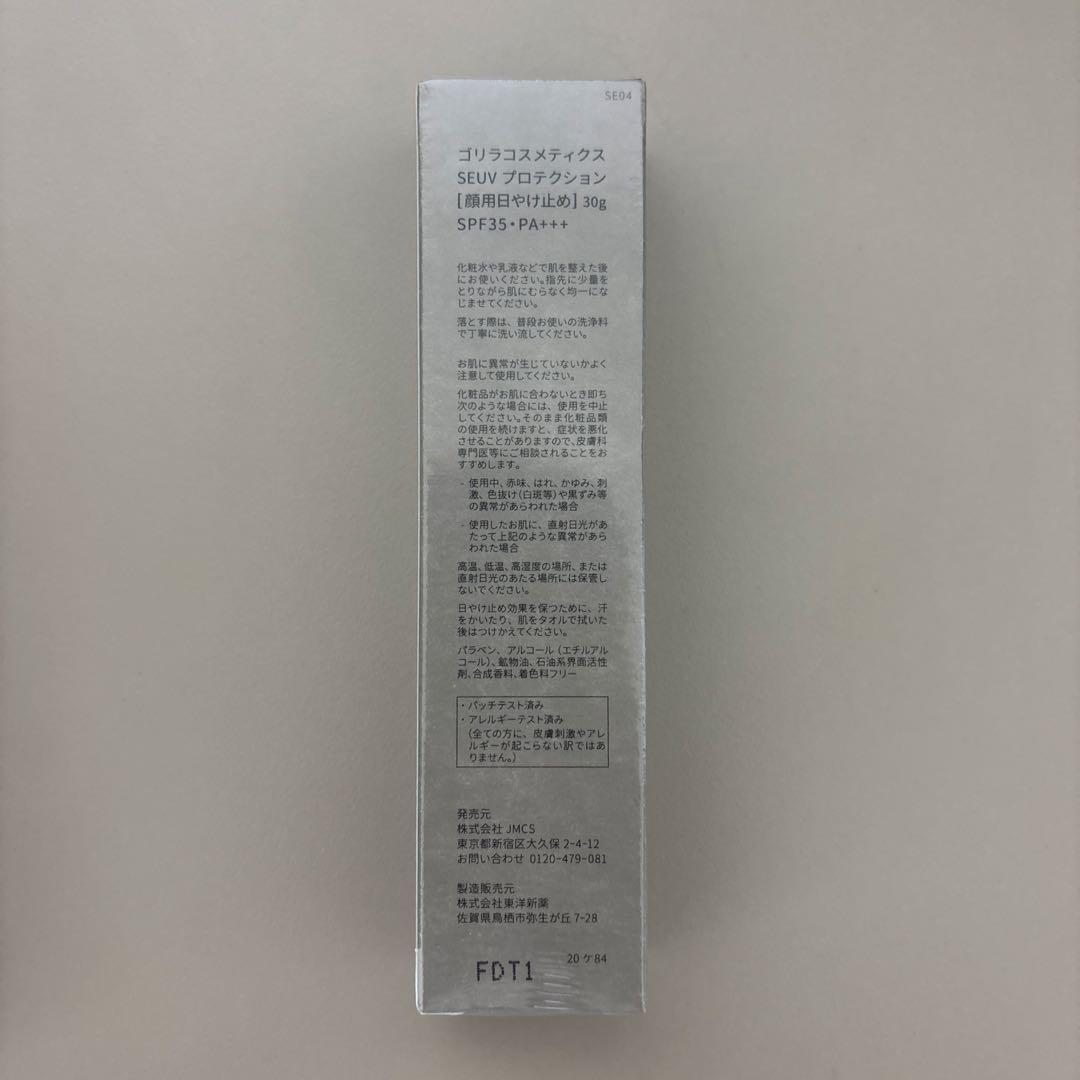 SE04
ゴリラコスメティクス
SEUV プロテクション
[顔用日やけ止め] 30g
SPF35・PA+++
化粧水や乳液などで肌を整えた後
にお使いください。指先に少量を
とりながら肌にむらなく均一にな
じませてください。
落とす際は、普段お使いの洗浄料
で丁寧に洗い流してください。
お肌に異常が生じていないかよく
注意して使用してください。
化粧品がお肌に合わないとき即ち
次のような場合には、使用を中止
してください。そのまま化粧品類
の使用を続けますと、症状を悪化
させることがありますので、皮膚科
専門医等にご相談されることをお
すすめします。
- 使用中、赤味、はれ、かゆみ、刺
激、色抜け(白斑等)や黒ずみ等
の異常があらわれた場合
- 使用したお肌に、直射日光があ
たって上記のような異常があら
われた場合
高温、低温、高湿度の場所、または
直射日光のあたる場所には保管し
ないでください。
日やけ止め効果を保つために、汗
をかいたり、肌をタオルで拭いた
後はつけかえてください。
パラベン、アルコール(エチルアル
コール)、鉱物油、石油系界面活性
剤、合成香料、着色料フリー
・パッチテスト済み
・アレルギーテスト済み
(全ての方に、皮膚刺激やアレ
ルギーが起こらない訳ではあ
りません。)
発売元
株式会社 JMCS
東京都新宿区大久保 2-4-12
お問い合わせ 0120-479-081
製造販売元
株式会社東洋新薬
佐賀県鳥栖市弥生が丘 7-28
20 ケ 84
FDT1